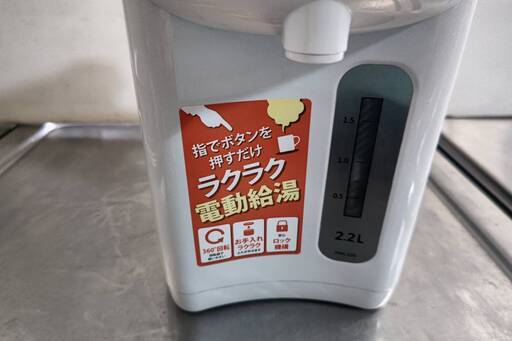 指でボタンを
押すだけ
ラクラク
電動給湯
360°回転
お手入れ
ラクラク
安心
ロック
機構
1.5
1.0
0.5
2.2L